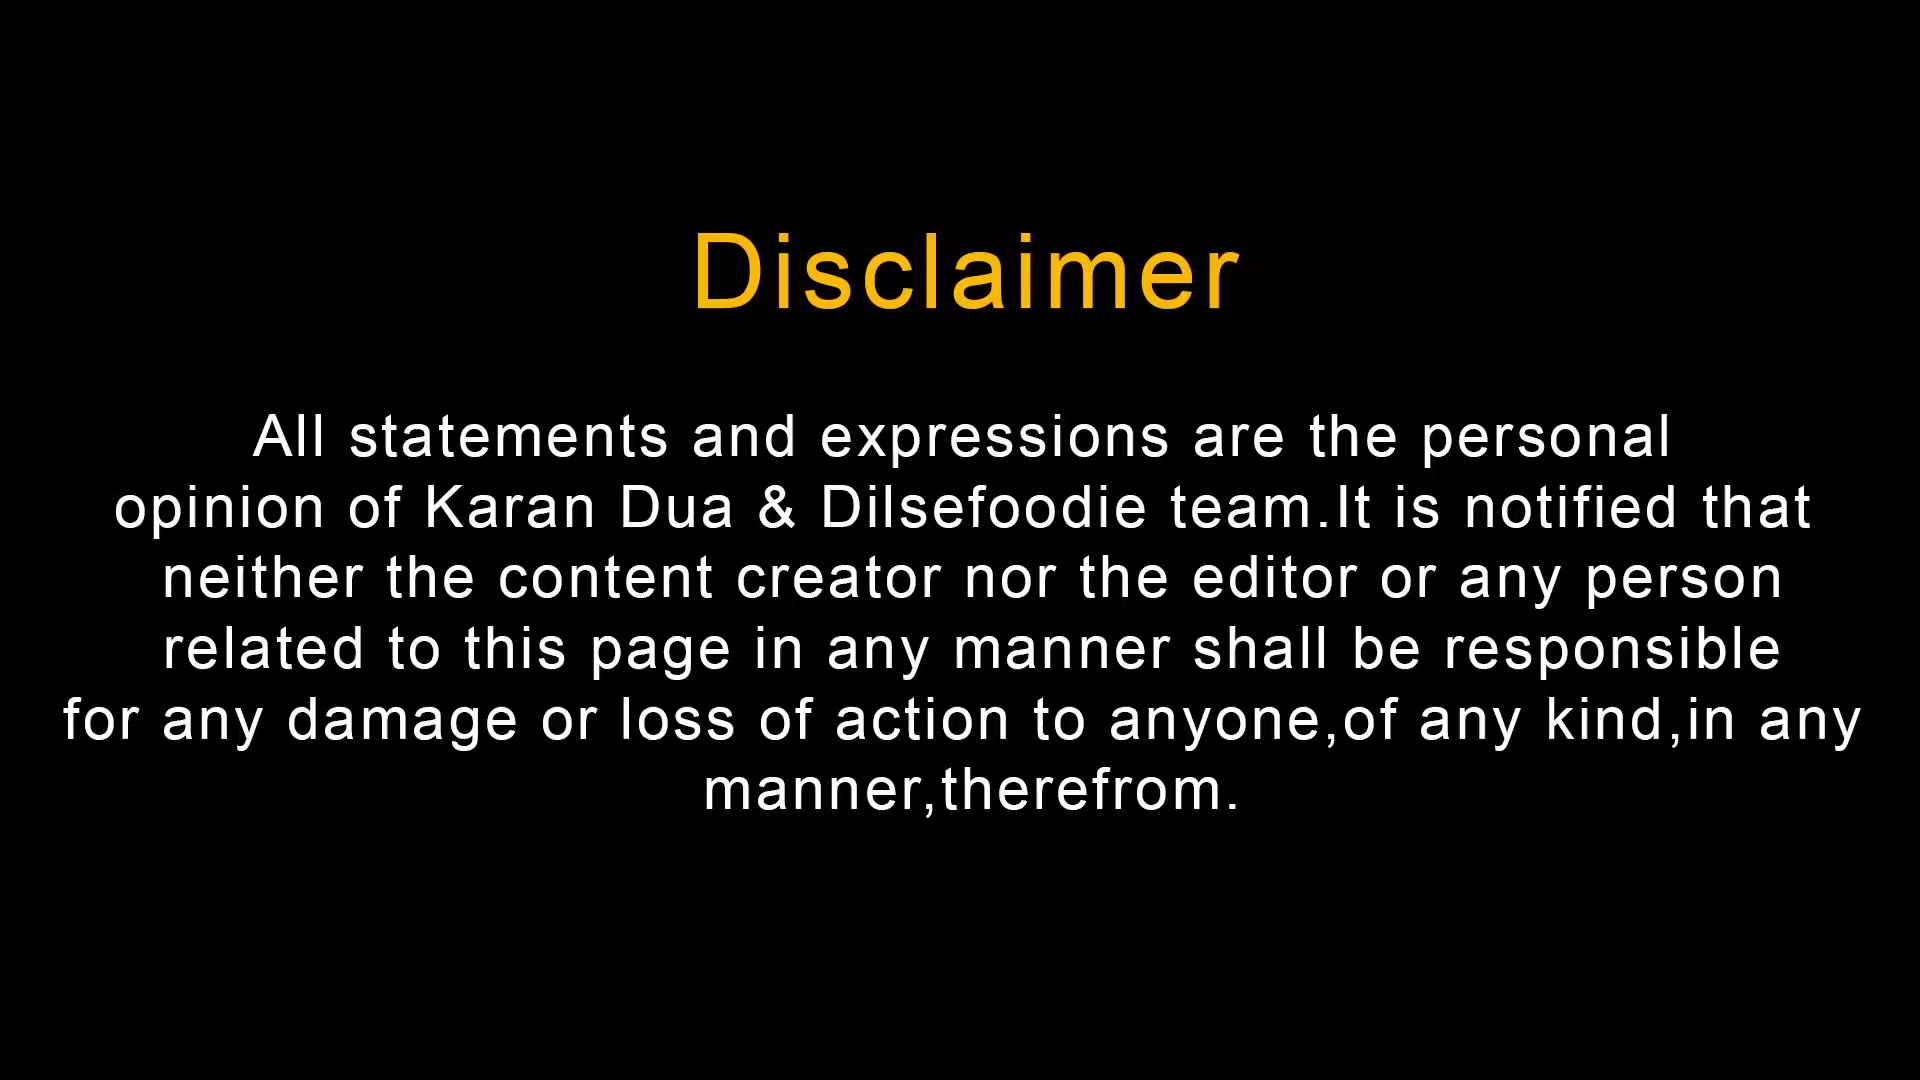 Disclaimer
All statements and expressions are the personal
opinion of Karan Dua & Dilsefoodie team.It is notified that
neither the content creator nor the editor or any person
related to this page in any manner shall be responsible
for any damage or loss of action to anyone,of any kind,in any
manner,therefrom.